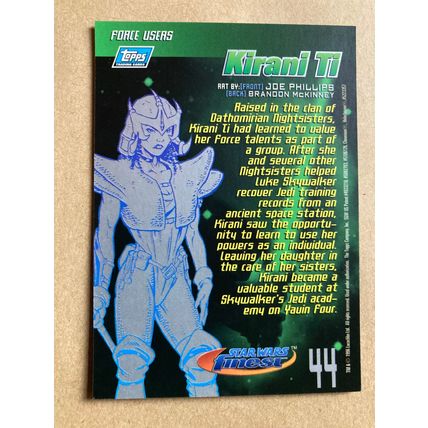 FORCE USERS
Topps
TRADING CARDS
Kirani Ti
ART BY: (FRONT) JOE PHILLIPS
(BACK) BRANDON McKINNEY
Raised in the clan of
Dathomirian Nightsisters,
Kirani Ti had learned to value
her Force talents as part of
a group. After she
and several other
Nightsisters helped
Luke Skywalker
recover Jedi training
records from an
ancient space station,
Kirani saw the opportu-
nity to learn to use her
powers as an individual.
Leaving her daughter in
the care of her sisters,
Kirani became a
valuable student at
Skywalker's Jedi acad-
emy on Yavin Four.
STAR WARS
finest
TM
44